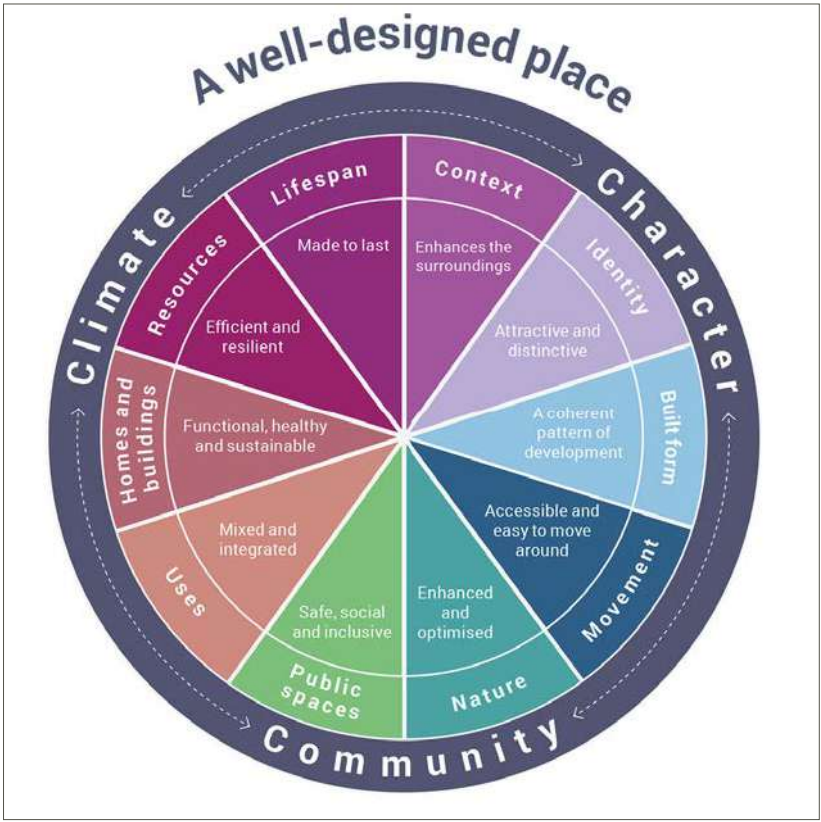 A well-designed place
Climate
Character
Community
Context
Enhances the
surroundings
Identity
Attractive and
distinctive
Built form
A coherent
pattern of
development
Movement
Accessible and
easy to move
around
Nature
Enhanced
and
optimised
Public
spaces
Safe, social
and inclusive
Uses
Mixed and
integrated
Homes and
buildings
Functional, healthy
and sustainable
Resources
Efficient and
resilient
Lifespan
Made to last